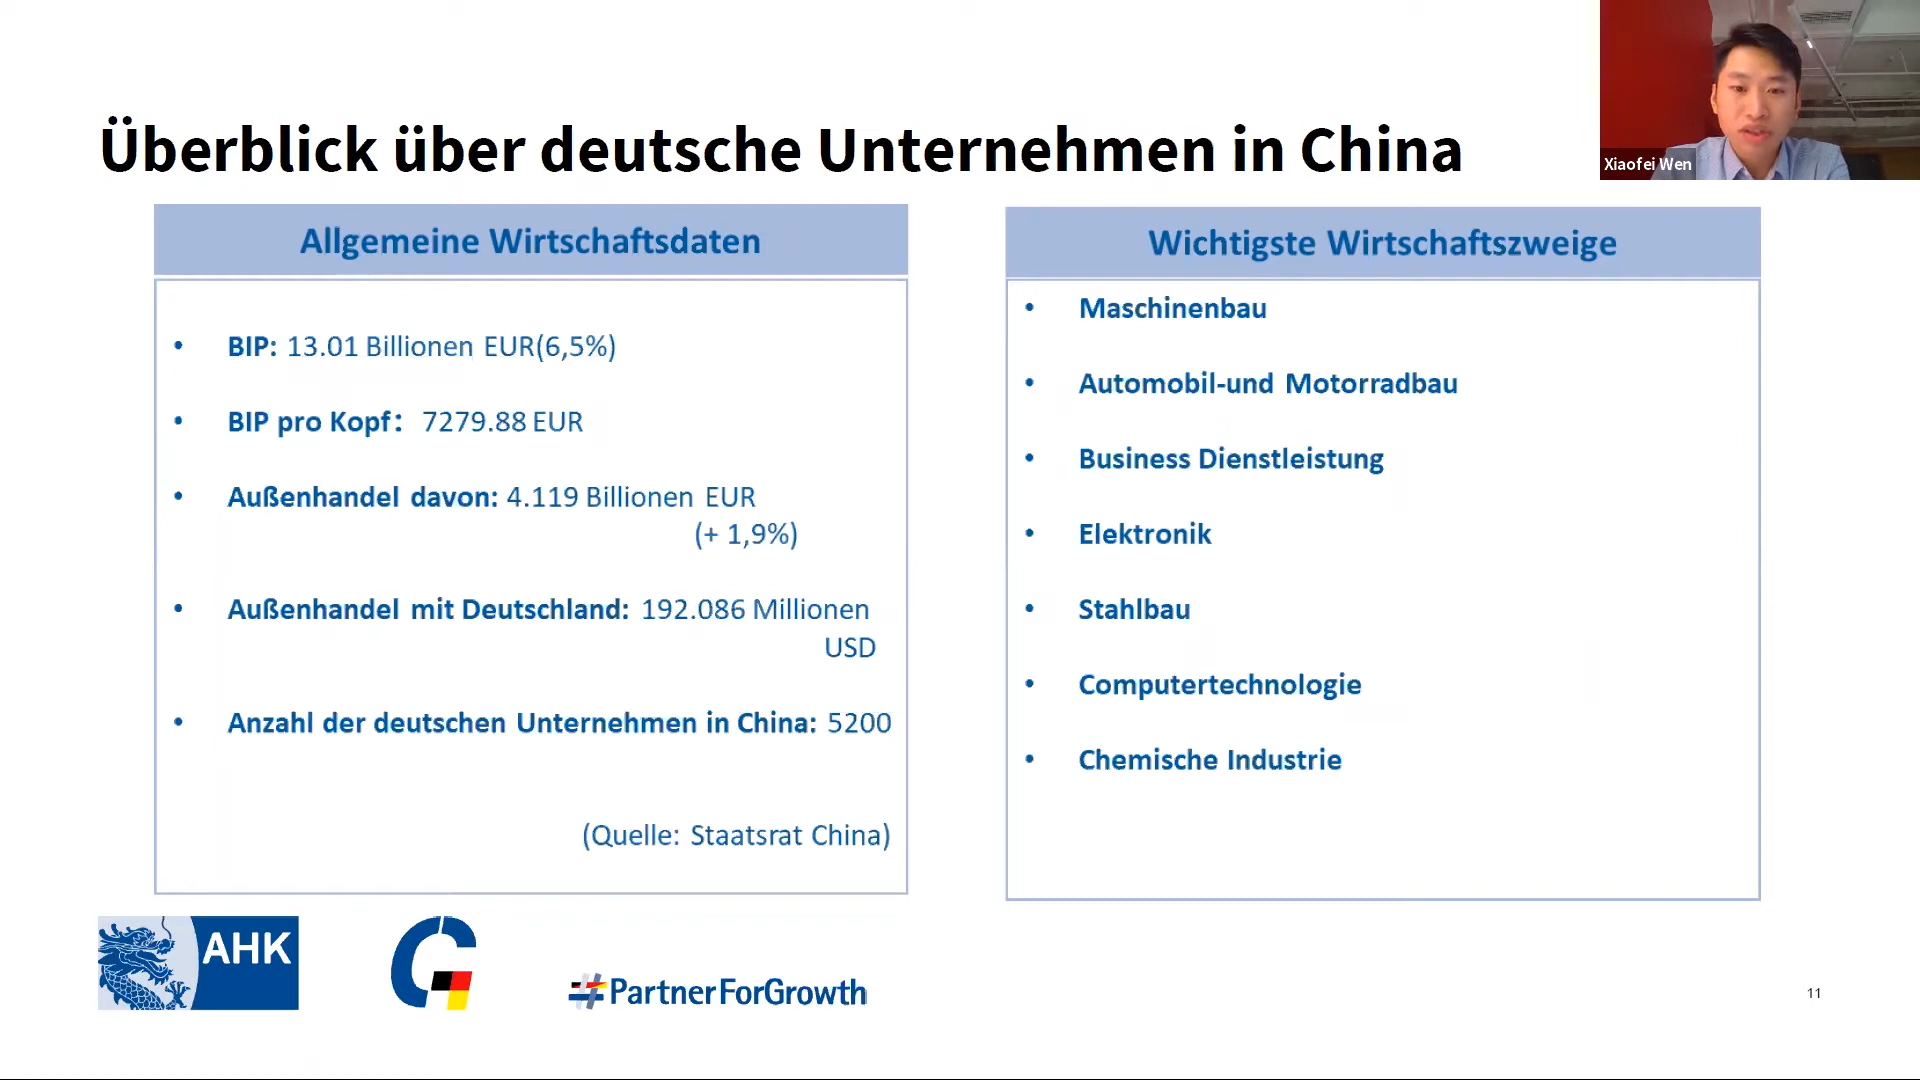 Überblick über deutsche Unternehmen in China
Xiaofei Wen
Allgemeine Wirtschaftsdaten
• BIP: 13.01 Billionen EUR(6,5%)
• BIP pro Kopf： 7279.88 EUR
• Außenhandel davon: 4.119 Billionen EUR
(+ 1,9%)
• Außenhandel mit Deutschland: 192.086 Millionen
USD
• Anzahl der deutschen Unternehmen in China: 5200
(Quelle: Staatsrat China)
Wichtigste Wirtschaftszweige
• Maschinenbau
• Automobil-und Motorradbau
• Business Dienstleistung
• Elektronik
• Stahlbau
• Computertechnologie
• Chemische Industrie
AHK
#PartnerForGrowth
11